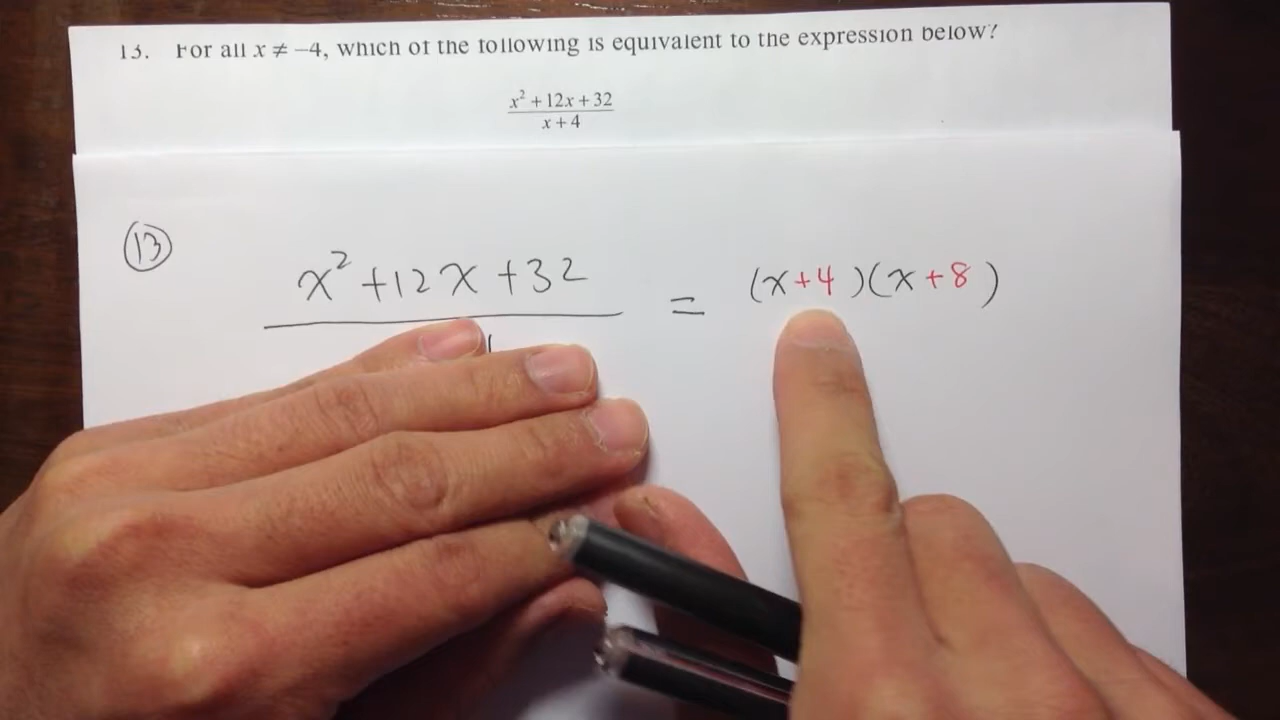 13. For all x ≠ −4, which of the following is equivalent to the expression below?
x² + 12x + 32
x + 4
13
x² + 12x + 32 = (x+4)(x+8)